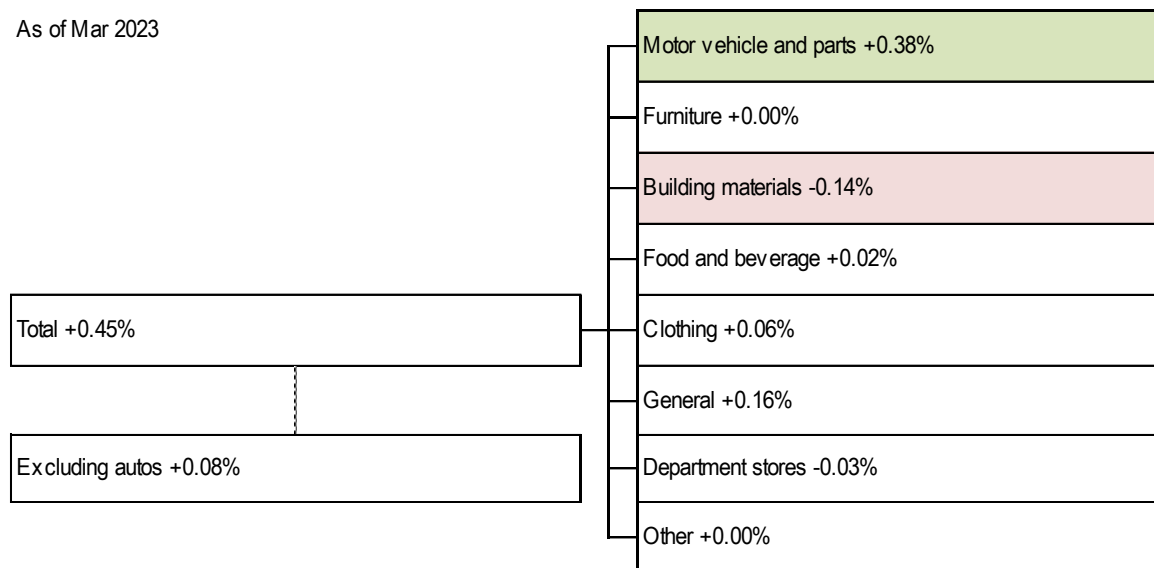 As of Mar 2023
Motor vehicle and parts +0.38%
Furniture +0.00%
Building materials -0.14%
Food and beverage +0.02%
Total +0.45%
Clothing +0.06%
General +0.16%
Excluding autos +0.08%
Department stores -0.03%
Other +0.00%